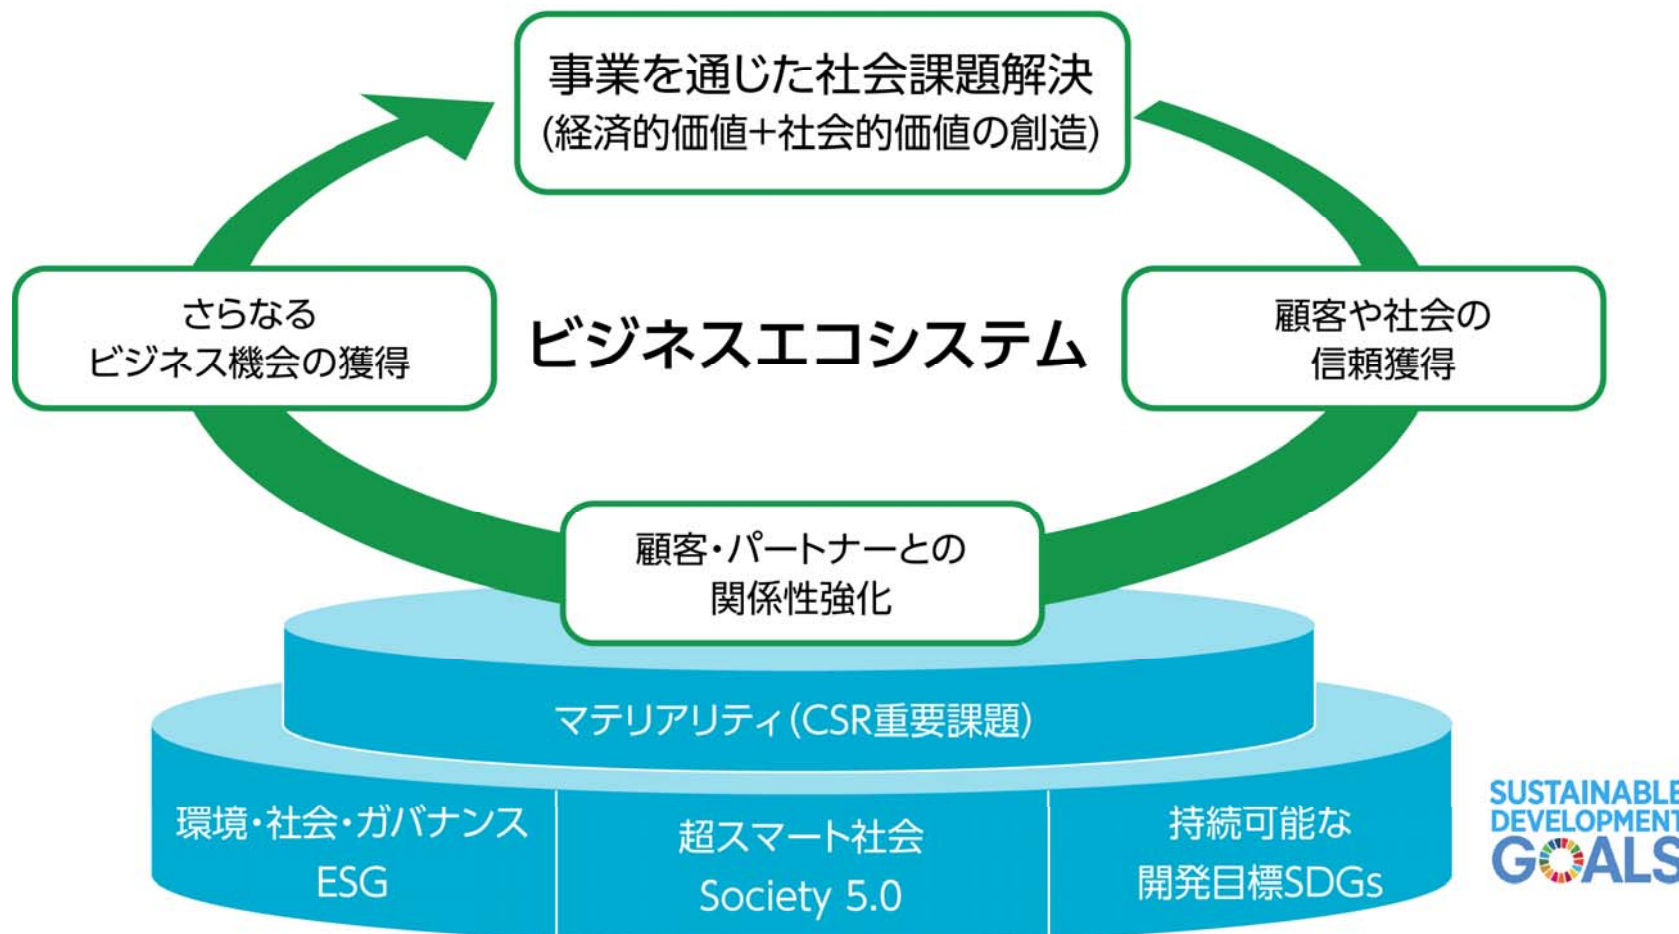 事業を通じた社会課題解決
(経済的価値+社会的価値の創造)
さらなる
ビジネス機会の獲得
ビジネスエコシステム
顧客や社会の
信頼獲得
顧客・パートナーとの
関係性強化
マテリアリティ(CSR重要課題)
環境・社会・ガバナンス
ESG
超スマート社会
Society 5.0
持続可能な
開発目標SDGs
SUSTAINABLE
DEVELOPMENT
GOALS